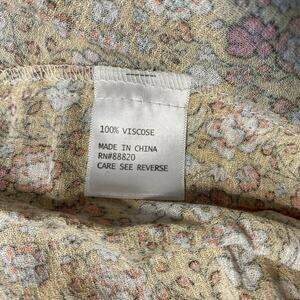 100% VISCOSE
MADE IN CHINA
RN#88820
CARE SEE REVERSE